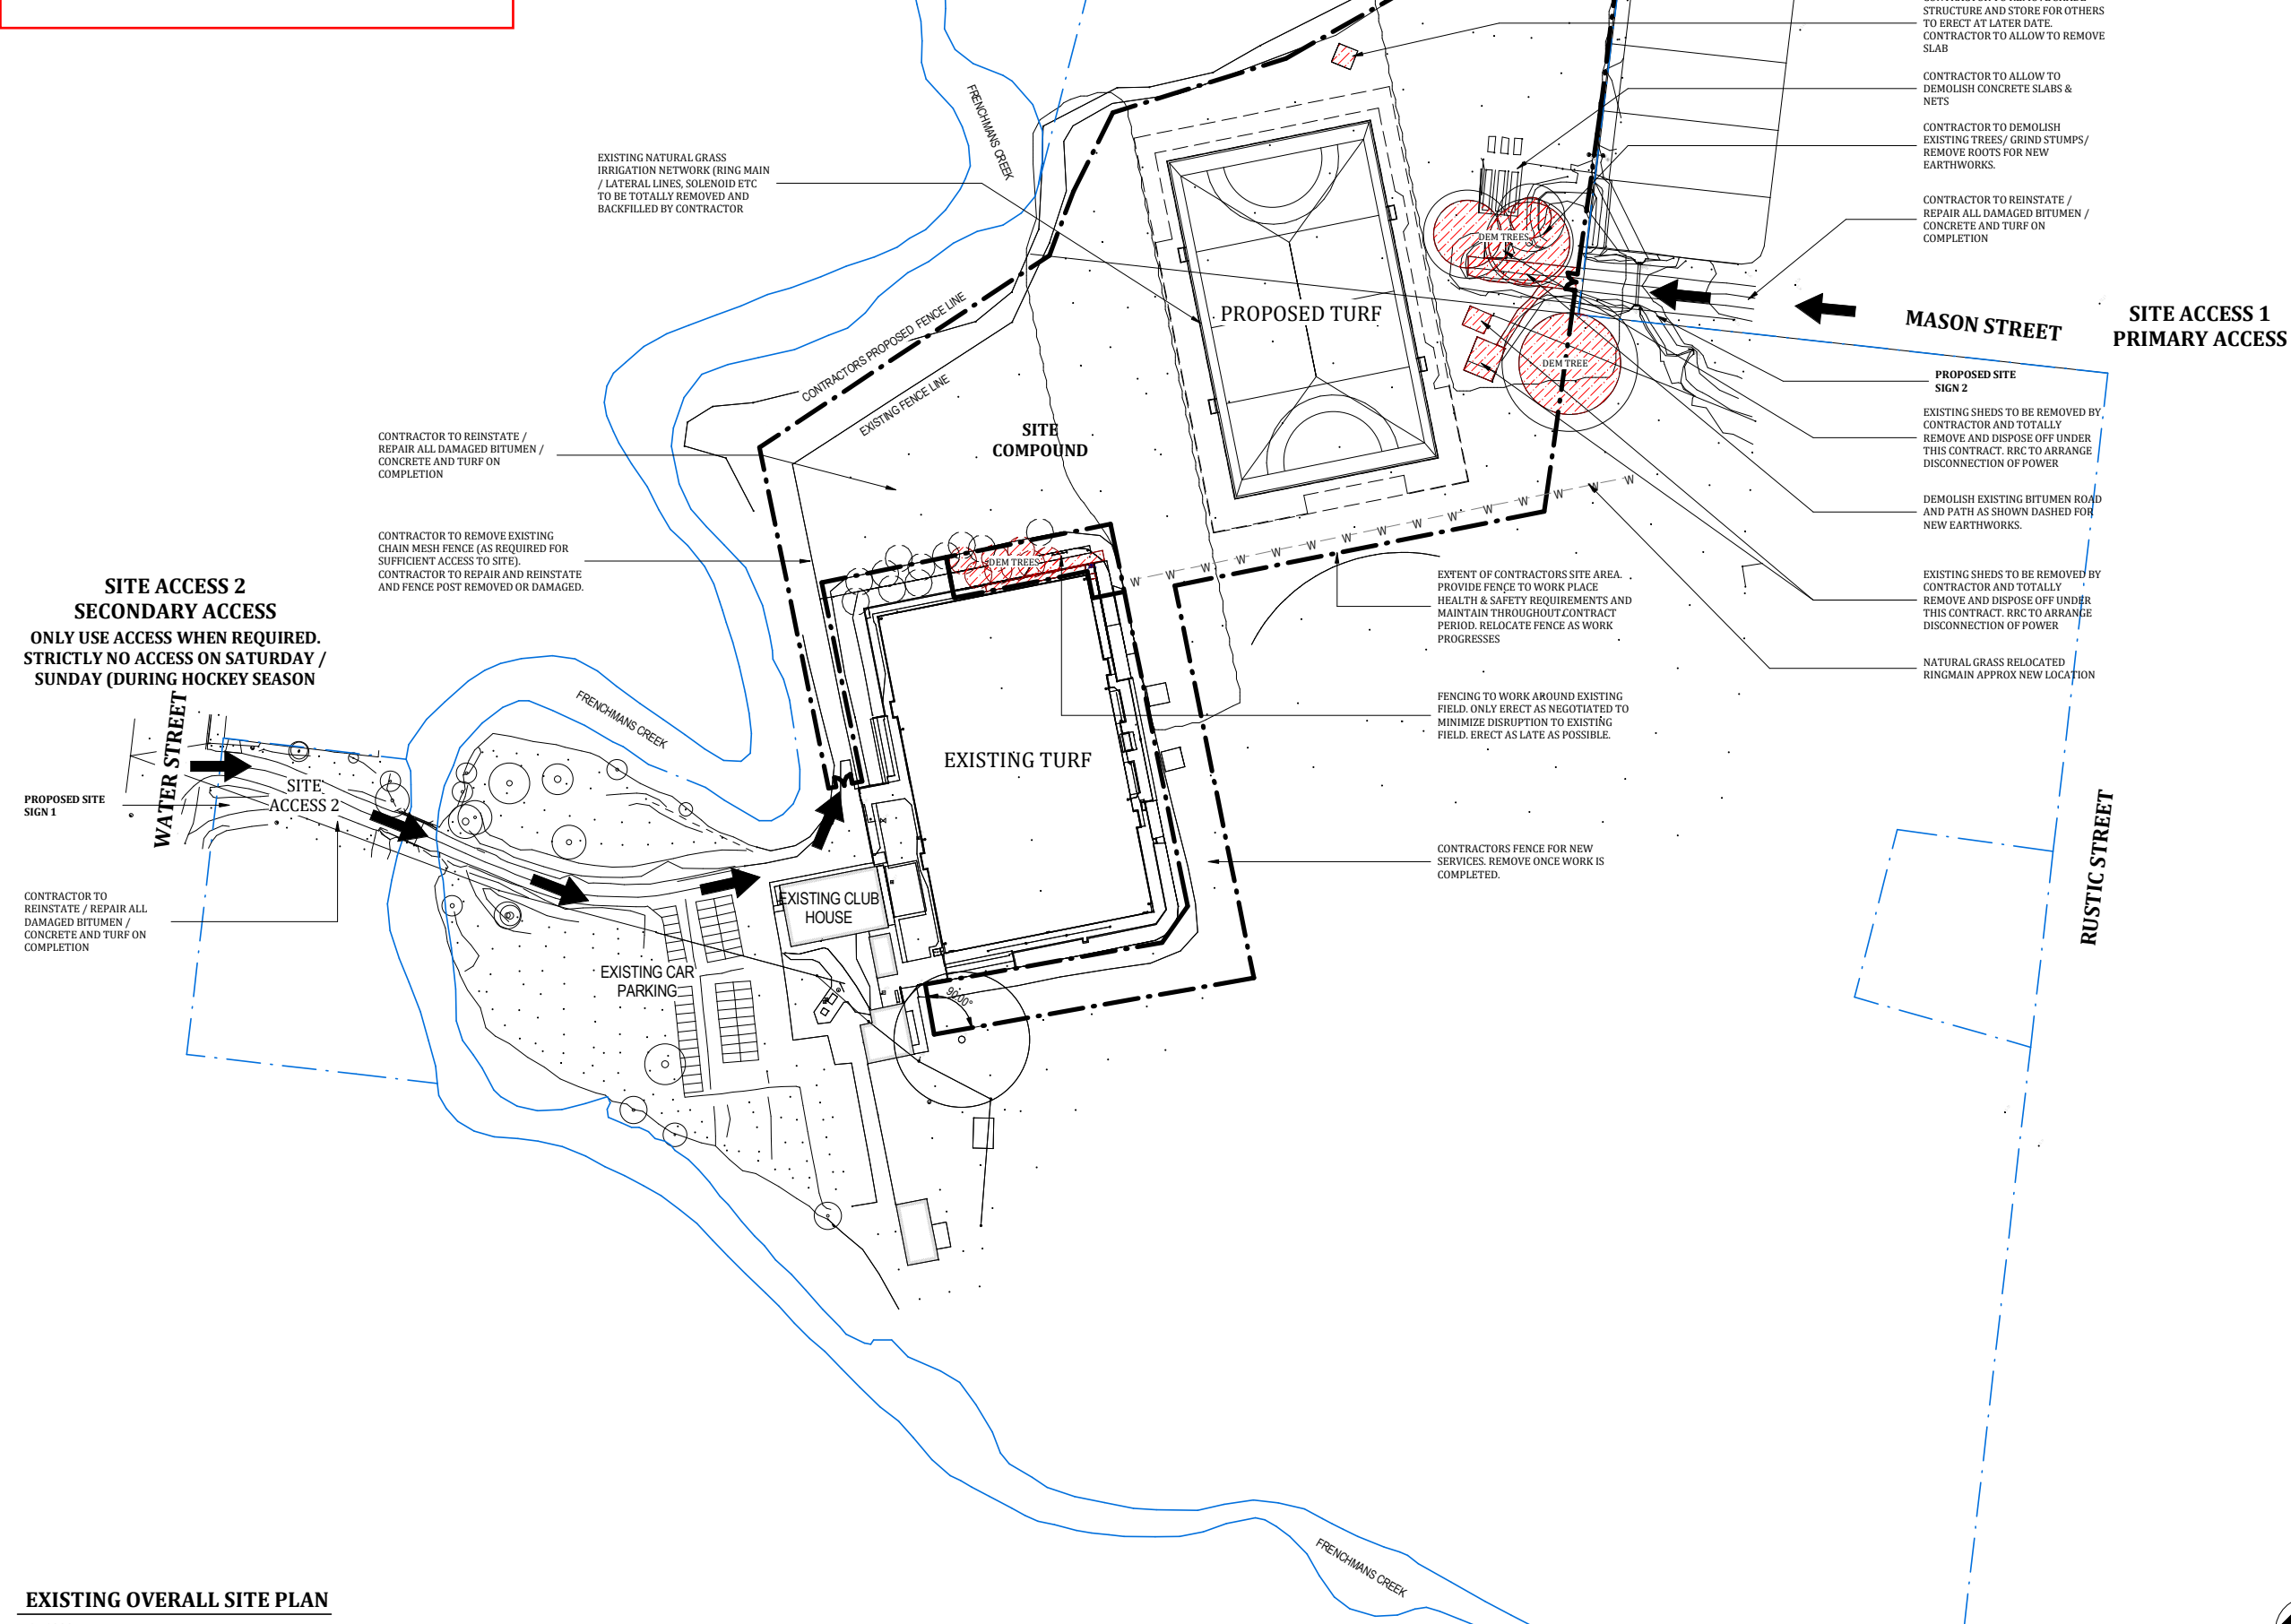 STRUCTURE AND STORE FOR OTHERS
TO ERECT AT LATER DATE.
CONTRACTOR TO ALLOW TO REMOVE
SLAB
CONTRACTOR TO ALLOW TO
DEMOLISH CONCRETE SLABS &
NETS
CONTRACTOR TO DEMOLISH
EXISTING TREES/ GRIND STUMPS/
REMOVE ROOTS FOR NEW
EARTHWORKS.
CONTRACTOR TO REINSTATE /
REPAIR ALL DAMAGED BITUMEN /
CONCRETE AND TURF ON
COMPLETION
FRENCHMANS CREEK
EXISTING NATURAL GRASS
IRRIGATION NETWORK (RING MAIN
/ LATERAL LINES, SOLENOID ETC
TO BE TOTALLY REMOVED AND
BACKFILLED BY CONTRACTOR
DEM TREES
PROPOSED TURF
MASON STREET
SITE ACCESS 1
PRIMARY ACCESS
DEM TREE
CONTRACTORS PROPOSED FENCE LINE
EXISTING FENCE LINE
PROPOSED SITE
SIGN 2
EXISTING SHEDS TO BE REMOVED BY
CONTRACTOR AND TOTALLY
REMOVE AND DISPOSE OFF UNDER
THIS CONTRACT. RRC TO ARRANGE
DISCONNECTION OF POWER
SITE
COMPOUND
CONTRACTOR TO REINSTATE /
REPAIR ALL DAMAGED BITUMEN /
CONCRETE AND TURF ON
COMPLETION
W W W W W W W W W W W W W W W
DEMOLISH EXISTING BITUMEN ROAD
AND PATH AS SHOWN DASHED FOR
NEW EARTHWORKS.
CONTRACTOR TO REMOVE EXISTING
CHAIN MESH FENCE (AS REQUIRED FOR
SUFFICIENT ACCESS TO SITE).
CONTRACTOR TO REPAIR AND REINSTATE
AND FENCE POST REMOVED OR DAMAGED.
DEM TREES
EXTENT OF CONTRACTORS SITE AREA.
PROVIDE FENCE TO WORK PLACE
HEALTH & SAFETY REQUIREMENTS AND
MAINTAIN THROUGHOUT CONTRACT
PERIOD. RELOCATE FENCE AS WORK
PROGRESSES
EXISTING SHEDS TO BE REMOVED BY
CONTRACTOR AND TOTALLY
REMOVE AND DISPOSE OFF UNDER
THIS CONTRACT. RRC TO ARRANGE
DISCONNECTION OF POWER
SITE ACCESS 2
SECONDARY ACCESS
ONLY USE ACCESS WHEN REQUIRED.
STRICTLY NO ACCESS ON SATURDAY /
SUNDAY (DURING HOCKEY SEASON
NATURAL GRASS RELOCATED
RINGMAIN APPROX NEW LOCATION
FRENCHMANS CREEK
FENCING TO WORK AROUND EXISTING
FIELD. ONLY ERECT AS NEGOTIATED TO
MINIMIZE DISRUPTION TO EXISTING
FIELD. ERECT AS LATE AS POSSIBLE.
WATER STREET
EXISTING TURF
SITE
ACCESS 2
PROPOSED SITE
SIGN 1
RUSTIC STREET
CONTRACTORS FENCE FOR NEW
SERVICES. REMOVE ONCE WORK IS
COMPLETED.
CONTRACTOR TO
REINSTATE / REPAIR ALL
DAMAGED BITUMEN /
CONCRETE AND TURF ON
COMPLETION
EXISTING CLUB
HOUSE
EXISTING CAR
PARKING
90.00°
FRENCHMANS CREEK
EXISTING OVERALL SITE PLAN